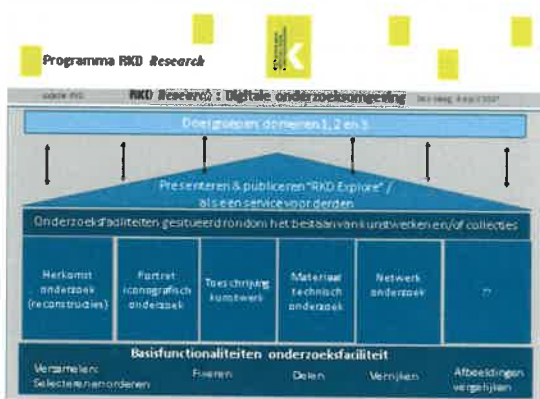 Programma RKD Research
RKD Research : Digitale onderzoeksomgeving
Doelgroepen domeinen 1, 2 en 3
Presenteren & publiceren "RKD Explore" /
als een service voor derden
Onderzoeksfaciliteiten gesitueerd rondom het bestaan van kunstwerken en/of collecties
Herkomst
onderzoek
(reconstructies)
Portret
iconografisch
onderzoek
Toeschrijving
kunstwerk
Materiaal
technisch
onderzoek
Netwerk
onderzoek
??
Basisfunctionaliteiten onderzoeksfaciliteit
Verzamelen:
Selecteren en ordenen
Fixeren
Delen
Verrijken
Afbeeldingen
vergelijken